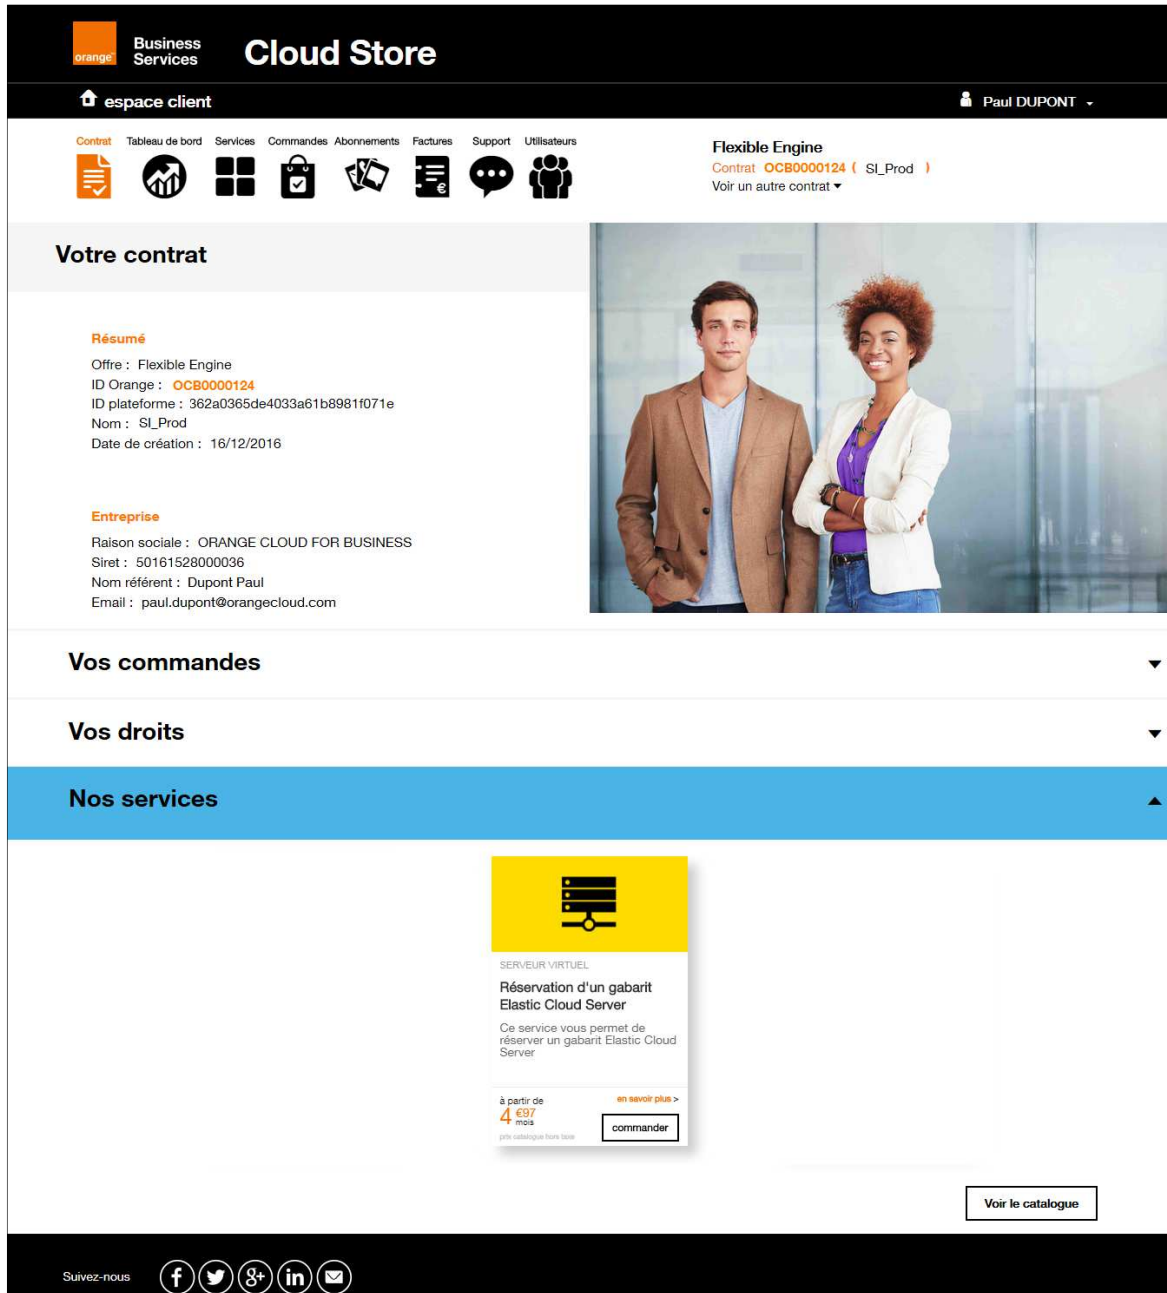 orange™
Business
Services
Cloud Store
espace client
Paul DUPONT
Contrat Tableau de bord Services Commandes Abonnements Factures Support Utilisateurs
Flexible Engine
Contrat OCB0000124 ( SI_Prod )
Voir un autre contrat
Votre contrat
Résumé
Offre : Flexible Engine
ID Orange : OCB0000124
ID plateforme : 362a0365de4033a61b8981f071e
Nom : SI_Prod
Date de création : 16/12/2016
Entreprise
Raison sociale : ORANGE CLOUD FOR BUSINESS
Siret : 50161528000036
Nom référent : Dupont Paul
Email : paul.dupont@orangecloud.com
Vos commandes
Vos droits
Nos services
SERVEUR VIRTUEL
Réservation d'un gabarit
Elastic Cloud Server
Ce service vous permet de
réserver un gabarit Elastic Cloud
Server
à partir de
4 €97
mois
prix catalogue hors taxe
en savoir plus >
commander
Voir le catalogue
Suivez-nous